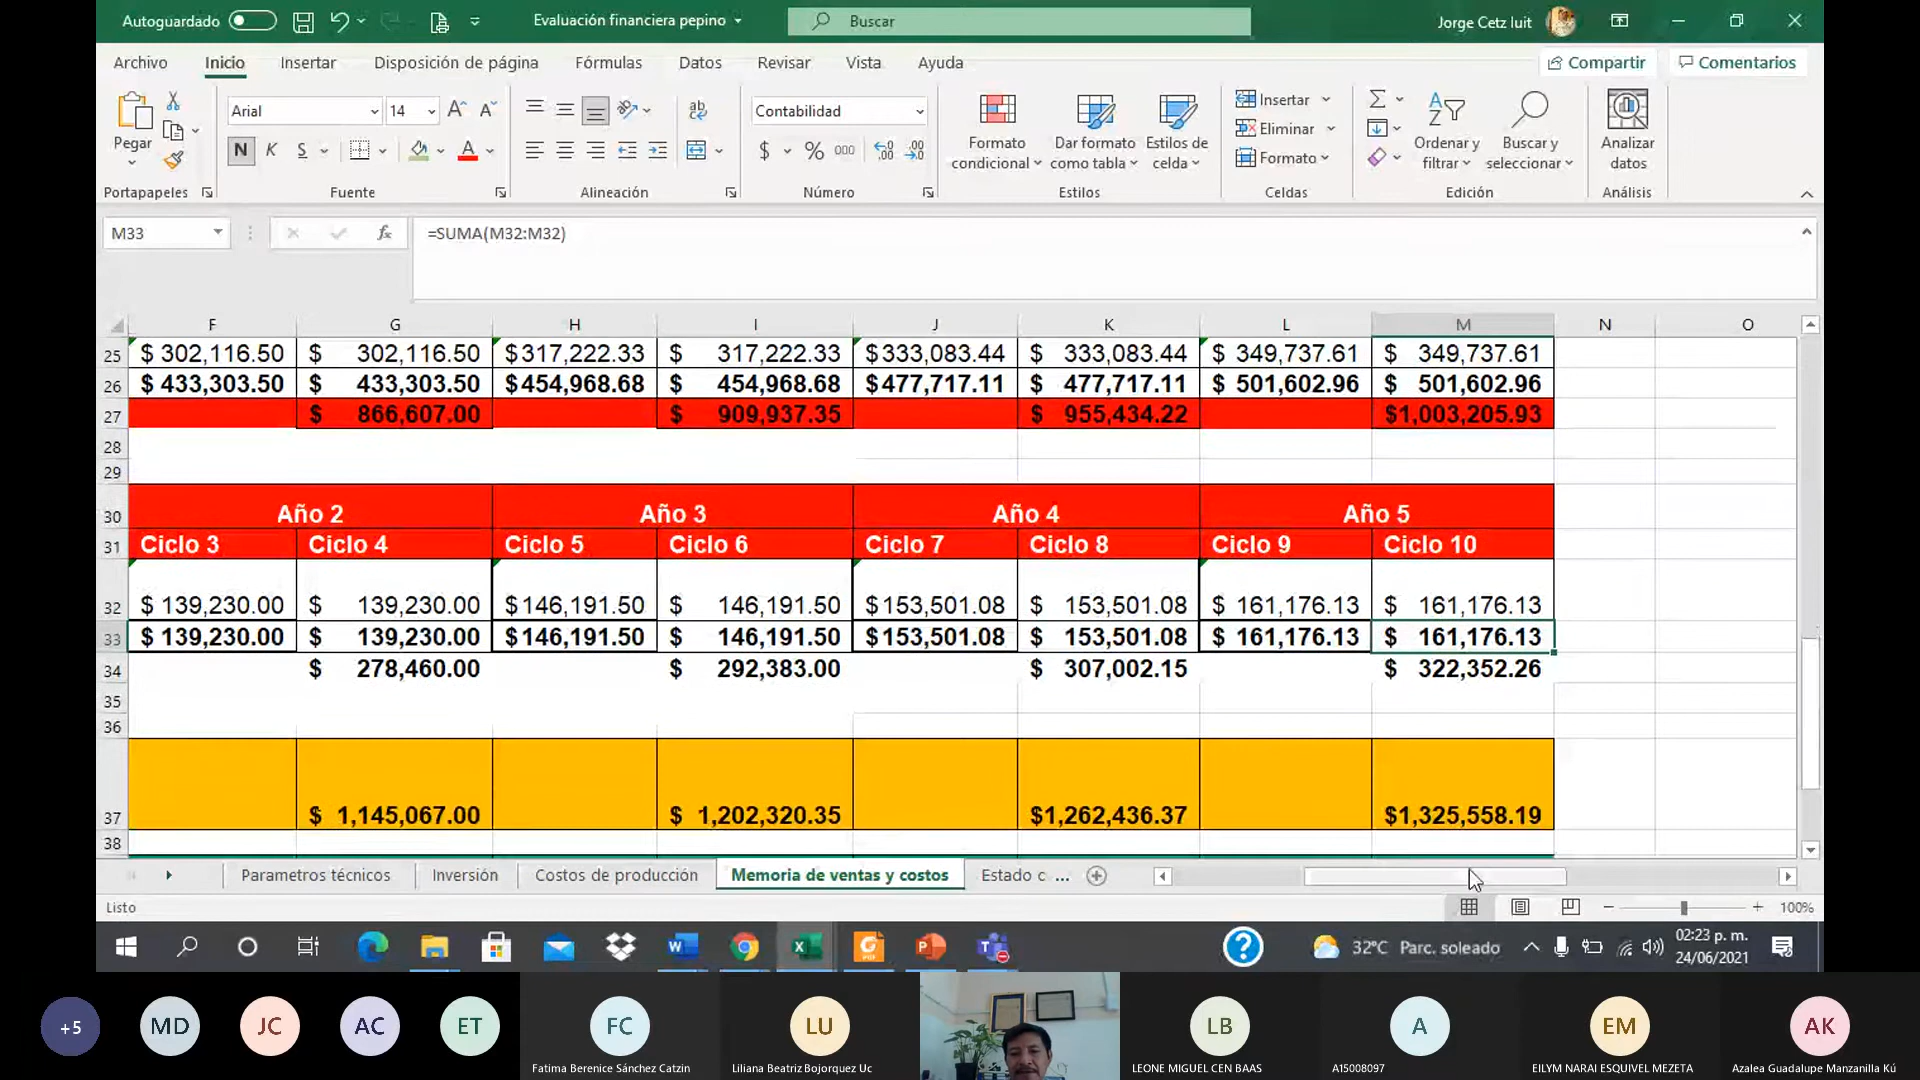 Autoguardado
Evaluación financiera pepino
Buscar
Jorge Cetz luit
Archivo Inicio Insertar Disposición de página Fórmulas Datos Revisar Vista Ayuda
Compartir Comentarios
Pegar
Arial 14
N K S
Contabilidad
$ % 000
Formato condicional
Dar formato como tabla
Estilos de celda
Insertar
Eliminar
Formato
Ordenar y filtrar
Buscar y seleccionar
Analizar datos
Portapapeles Fuente Alineación Número Estilos Celdas Edición Análisis
M33
fx =SUMA(M32:M32)
F G H I J K L M N O
25 $ 302,116.50 $ 302,116.50 $317,222.33 $ 317,222.33 $333,083.44 $ 333,083.44 $ 349,737.61 $ 349,737.61
26 $ 433,303.50 $ 433,303.50 $454,968.68 $ 454,968.68 $477,717.11 $ 477,717.11 $ 501,602.96 $ 501,602.96
27 $ 866,607.00 $ 909,937.35 $ 955,434.22 $1,003,205.93
28
29
30 Año 2 Año 3 Año 4 Año 5
31 Ciclo 3 Ciclo 4 Ciclo 5 Ciclo 6 Ciclo 7 Ciclo 8 Ciclo 9 Ciclo 10
32 $ 139,230.00 $ 139,230.00 $146,191.50 $ 146,191.50 $153,501.08 $ 153,501.08 $ 161,176.13 $ 161,176.13
33 $ 139,230.00 $ 139,230.00 $146,191.50 $ 146,191.50 $153,501.08 $ 153,501.08 $ 161,176.13 $ 161,176.13
34 $ 278,460.00 $ 292,383.00 $ 307,002.15 $ 322,352.26
35
36
37 $ 1,145,067.00 $ 1,202,320.35 $1,262,436.37 $1,325,558.19
38
Parametros técnicos Inversión Costos de producción Memoria de ventas y costos Estado c ...
Listo
100%
32°C Parc. soleado
02:23 p. m.
24/06/2021
+5 MD JC AC ET FC LU LB A EM AK
Fatima Berenice Sánchez Catzin Liliana Beatriz Bojorquez Uc LEONE MIGUEL CEN BAAS A15008097 EILYM NARAI ESQUIVEL MEZETA Azalea Guadalupe Manzanilla Kú